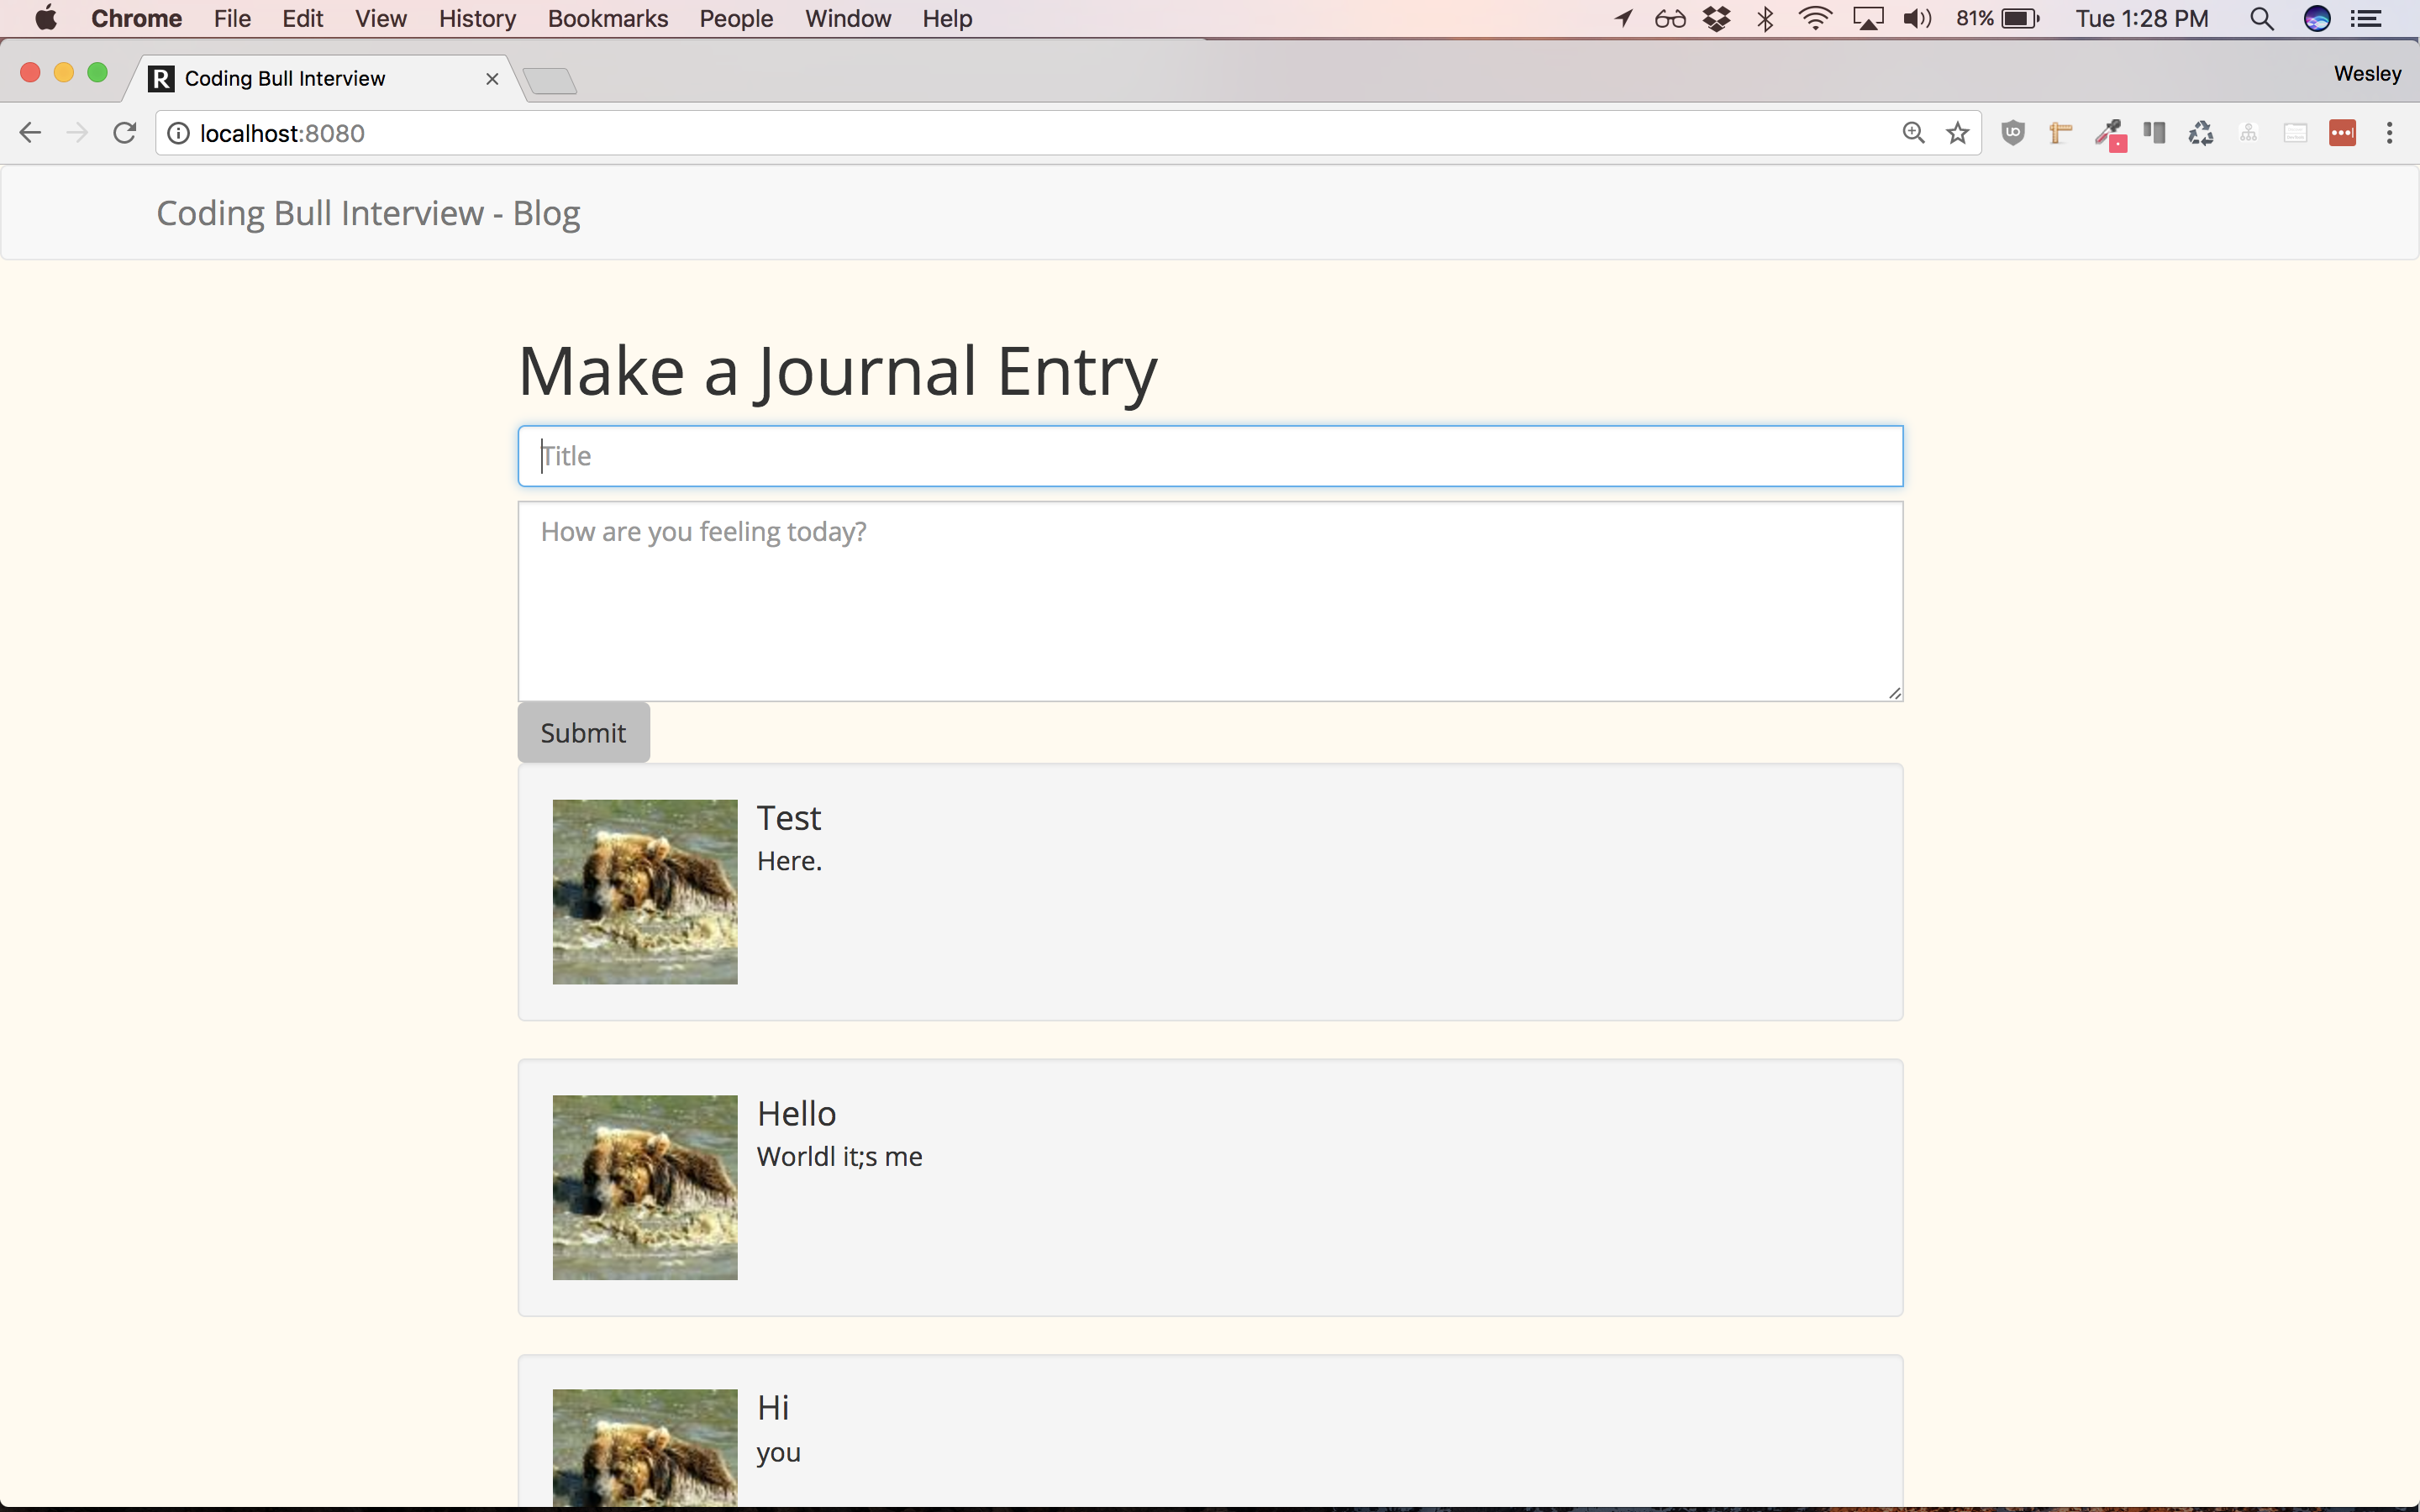 Chrome File Edit View History Bookmarks People Window Help 81% Tue 1:28 PM
R Coding Bull Interview Wesley
localhost:8080
Coding Bull Interview - Blog
Make a Journal Entry
Title
How are you feeling today?
Submit
Test
Here.
Hello
Worldl it;s me
Hi
you